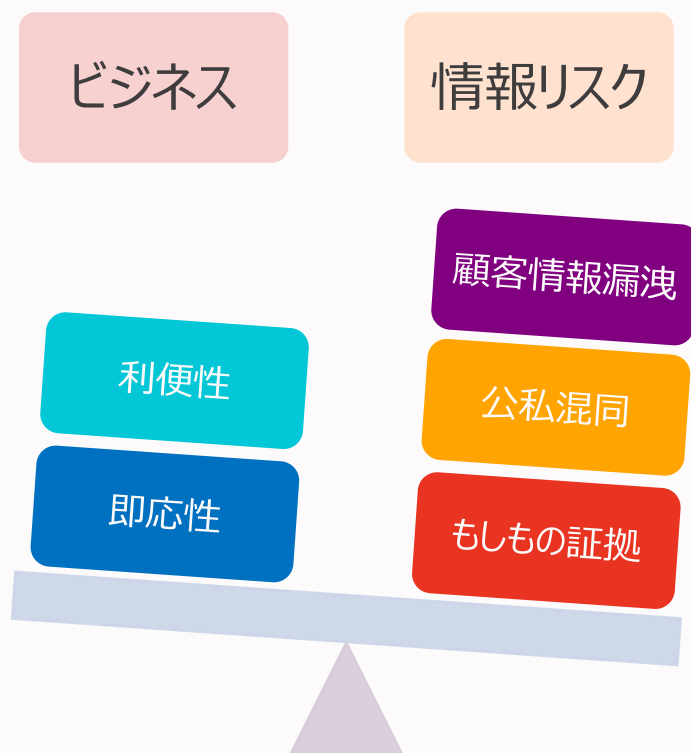 ビジネス
情報リスク
顧客情報漏洩
利便性
公私混同
即応性
もしもの証拠